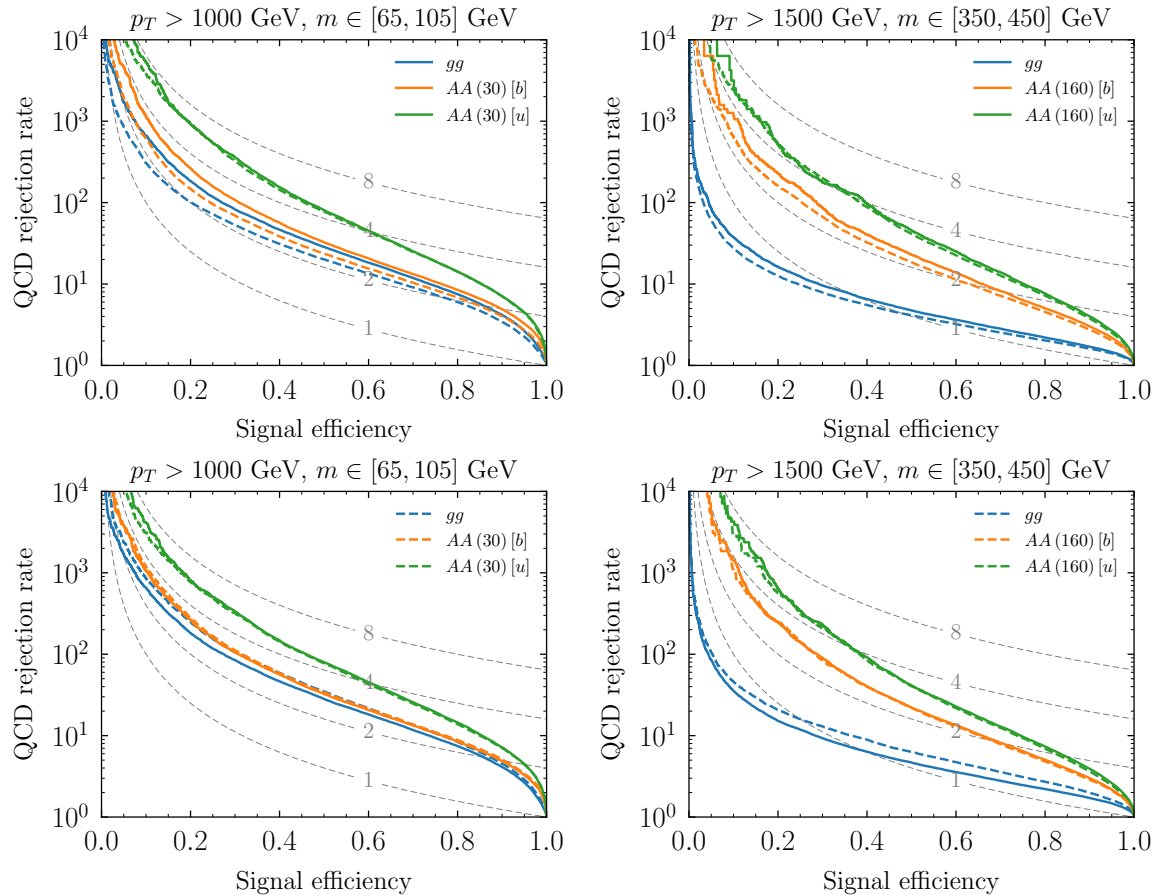 p_T > 1000 GeV, m ∈ [65, 105] GeV
QCD rejection rate
10^4
10^3
10^2
10^1
10^0
gg
AA (30) [b]
AA (30) [u]
8
4
2
1
0.0 0.2 0.4 0.6 0.8 1.0
Signal efficiency
p_T > 1500 GeV, m ∈ [350, 450] GeV
QCD rejection rate
10^4
10^3
10^2
10^1
10^0
gg
AA (160) [b]
AA (160) [u]
8
4
2
1
0.0 0.2 0.4 0.6 0.8 1.0
Signal efficiency
p_T > 1000 GeV, m ∈ [65, 105] GeV
QCD rejection rate
10^4
10^3
10^2
10^1
10^0
gg
AA (30) [b]
AA (30) [u]
8
4
2
1
0.0 0.2 0.4 0.6 0.8 1.0
Signal efficiency
p_T > 1500 GeV, m ∈ [350, 450] GeV
QCD rejection rate
10^4
10^3
10^2
10^1
10^0
gg
AA (160) [b]
AA (160) [u]
8
4
2
1
0.0 0.2 0.4 0.6 0.8 1.0
Signal efficiency